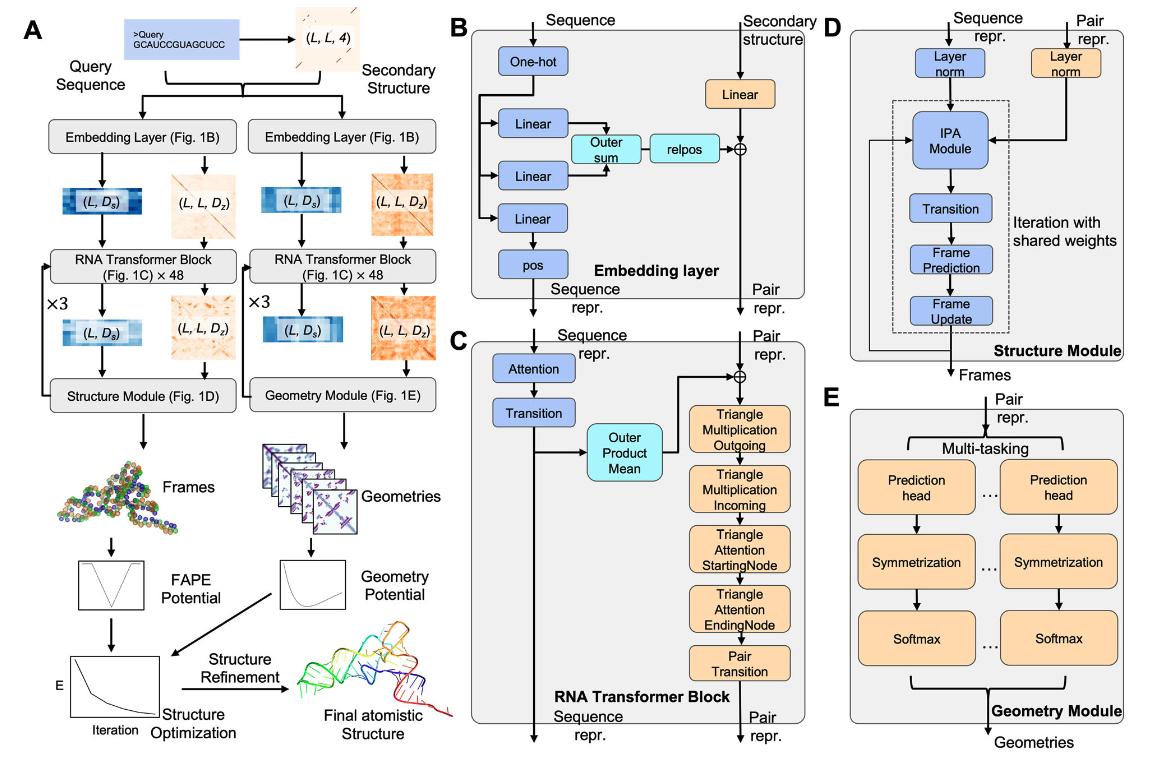 A
>Query
GCAUCCGUAGCUCC
(L, L, 4)
Query
Sequence
Secondary
Structure
Embedding Layer (Fig. 1B)
Embedding Layer (Fig. 1B)
(L, Ds)
(L, L, Dz)
(L, Ds)
(L, L, Dz)
RNA Transformer Block
(Fig. 1C) × 48
RNA Transformer Block
(Fig. 1C) × 48
×3
×3
(L, Ds)
(L, L, Dz)
(L, Ds)
(L, L, Dz)
Structure Module (Fig. 1D)
Geometry Module (Fig. 1E)
Frames
Geometries
FAPE
Potential
Geometry
Potential
E
Iteration
Structure
Optimization
Structure
Refinement
Final atomistic
Structure
B
Sequence
Secondary
structure
One-hot
Linear
Linear
Outer
sum
relpos
Linear
Linear
Linear
pos
Embedding layer
Sequence
repr.
Pair
repr.
C
Sequence
repr.
Pair
repr.
Attention
Transition
Outer
Product
Mean
Triangle
Multiplication
Outgoing
Triangle
Multiplication
Incoming
Triangle
Attention
StartingNode
Triangle
Attention
EndingNode
Pair
Transition
RNA Transformer Block
Sequence
repr.
Pair
repr.
D
Sequence
repr.
Pair
repr.
Layer
norm
Layer
norm
IPA
Module
Transition
Frame
Prediction
Frame
Update
Iteration with
shared weights
Structure Module
Frames
E
Pair
repr.
Multi-tasking
Prediction
head
...
Prediction
head
Symmetrization
...
Symmetrization
Softmax
...
Softmax
Geometry Module
Geometries